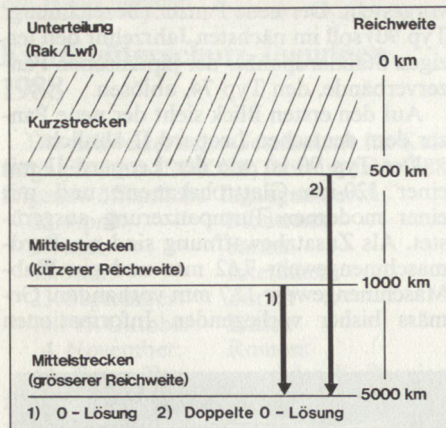 Unterteilung
(Rak/Lwf)
Reichweite
0 km
Kurzstrecken
500 km
2)
Mittelstrecken
(kürzerer Reichweite)
1)
1000 km
Mittelstrecken
(grösserer Reichweite)
5000 km
1) 0 – Lösung 2) Doppelte 0 – Lösung